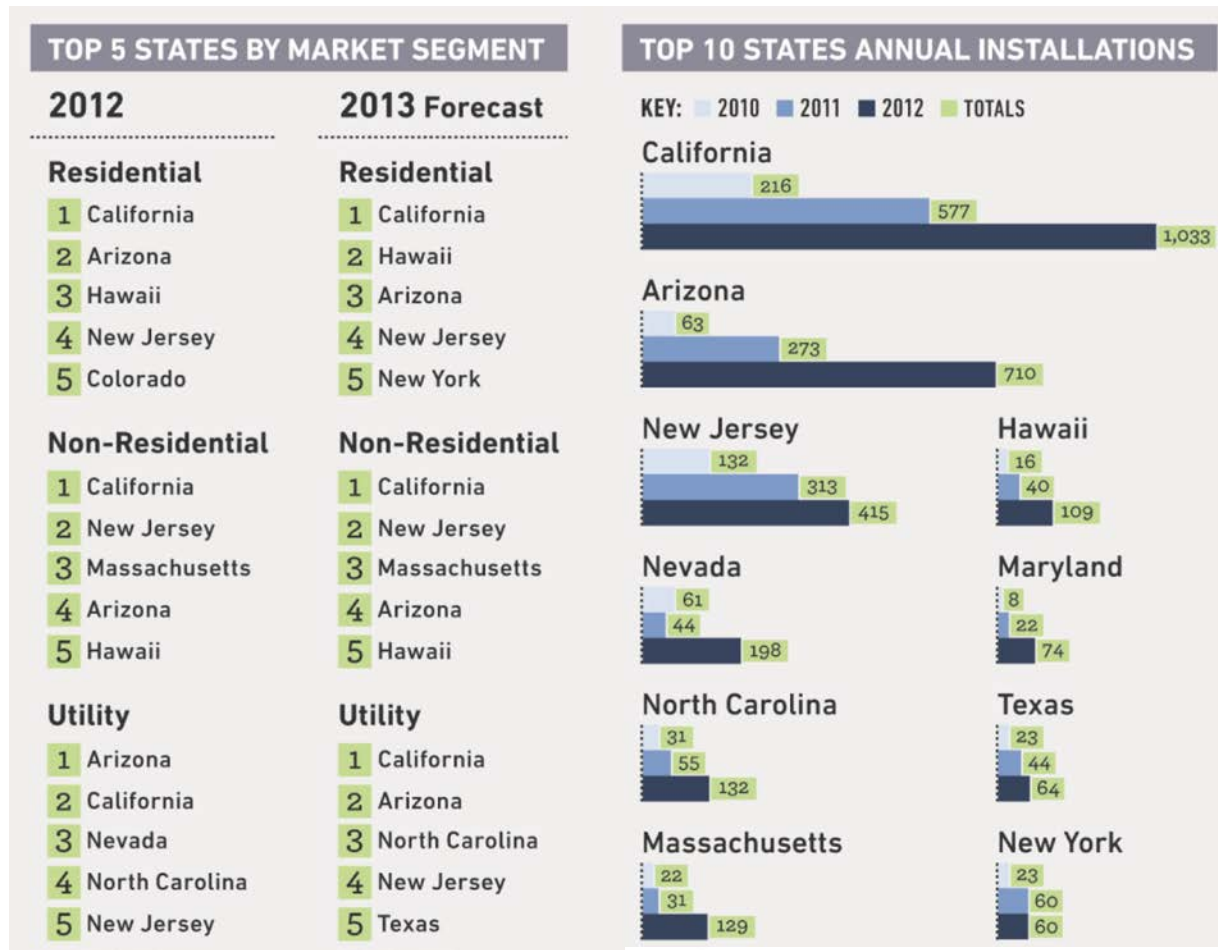 TOP 5 STATES BY MARKET SEGMENT
2012
Residential
1 California
2 Arizona
3 Hawaii
4 New Jersey
5 Colorado
Non-Residential
1 California
2 New Jersey
3 Massachusetts
4 Arizona
5 Hawaii
Utility
1 Arizona
2 California
3 Nevada
4 North Carolina
5 New Jersey
2013 Forecast
Residential
1 California
2 Hawaii
3 Arizona
4 New Jersey
5 New York
Non-Residential
1 California
2 New Jersey
3 Massachusetts
4 Arizona
5 Hawaii
Utility
1 California
2 Arizona
3 North Carolina
4 New Jersey
5 Texas
TOP 10 STATES ANNUAL INSTALLATIONS
KEY: 2010 2011 2012 TOTALS
California
216
577
1,033
Arizona
63
273
710
New Jersey
132
313
415
Nevada
61
44
198
North Carolina
31
55
132
Massachusetts
22
31
129
Hawaii
16
40
109
Maryland
8
22
74
Texas
23
44
64
New York
23
60
60